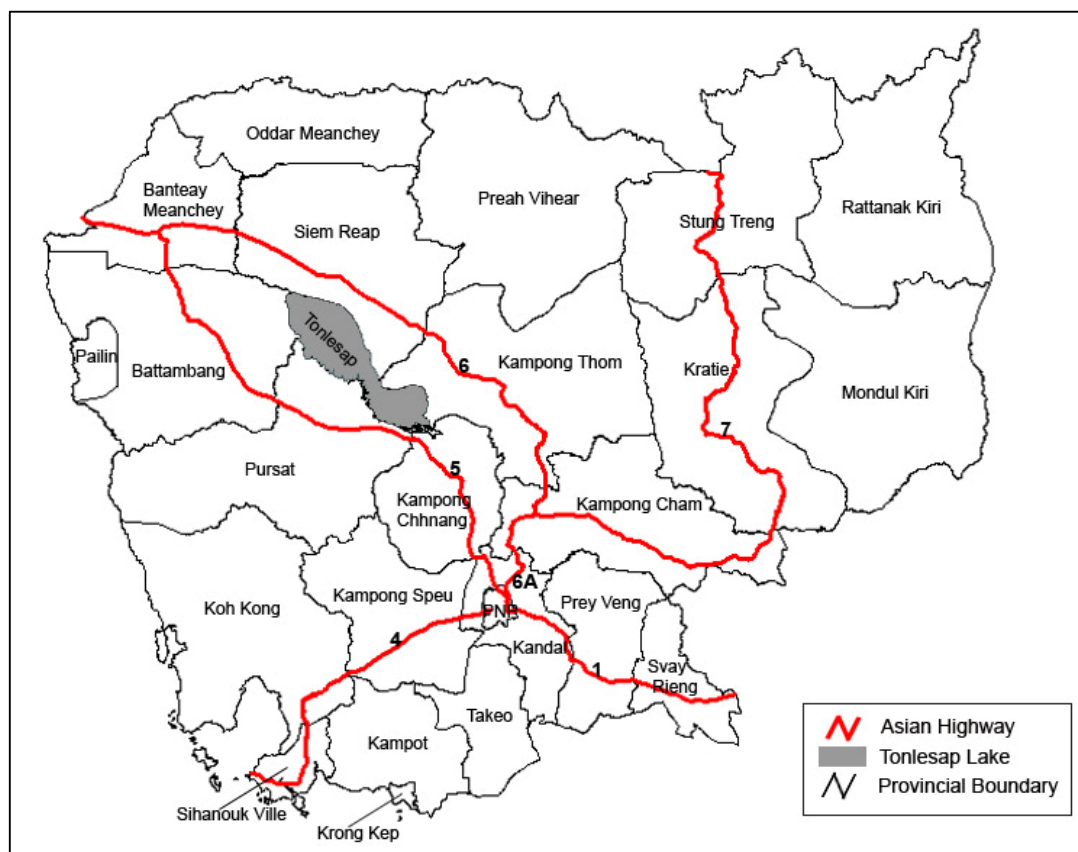 Oddar Meanchey
Banteay
Meanchey
Siem Reap
Preah Vihear
Stung Treng
Rattanak Kiri
Tonlesap
Pailin
Battambang
6
Kampong Thom
Kratie
Mondul Kiri
7
Pursat
5
Kampong
Chhnang
Kampong Cham
6A
Koh Kong
Kampong Speu
PNP
Prey Veng
4
Kandal
1
Svay
Rieng
Takeo
Kampot
Sihanouk Ville
Krong Kep
Asian Highway
Tonlesap Lake
Provincial Boundary